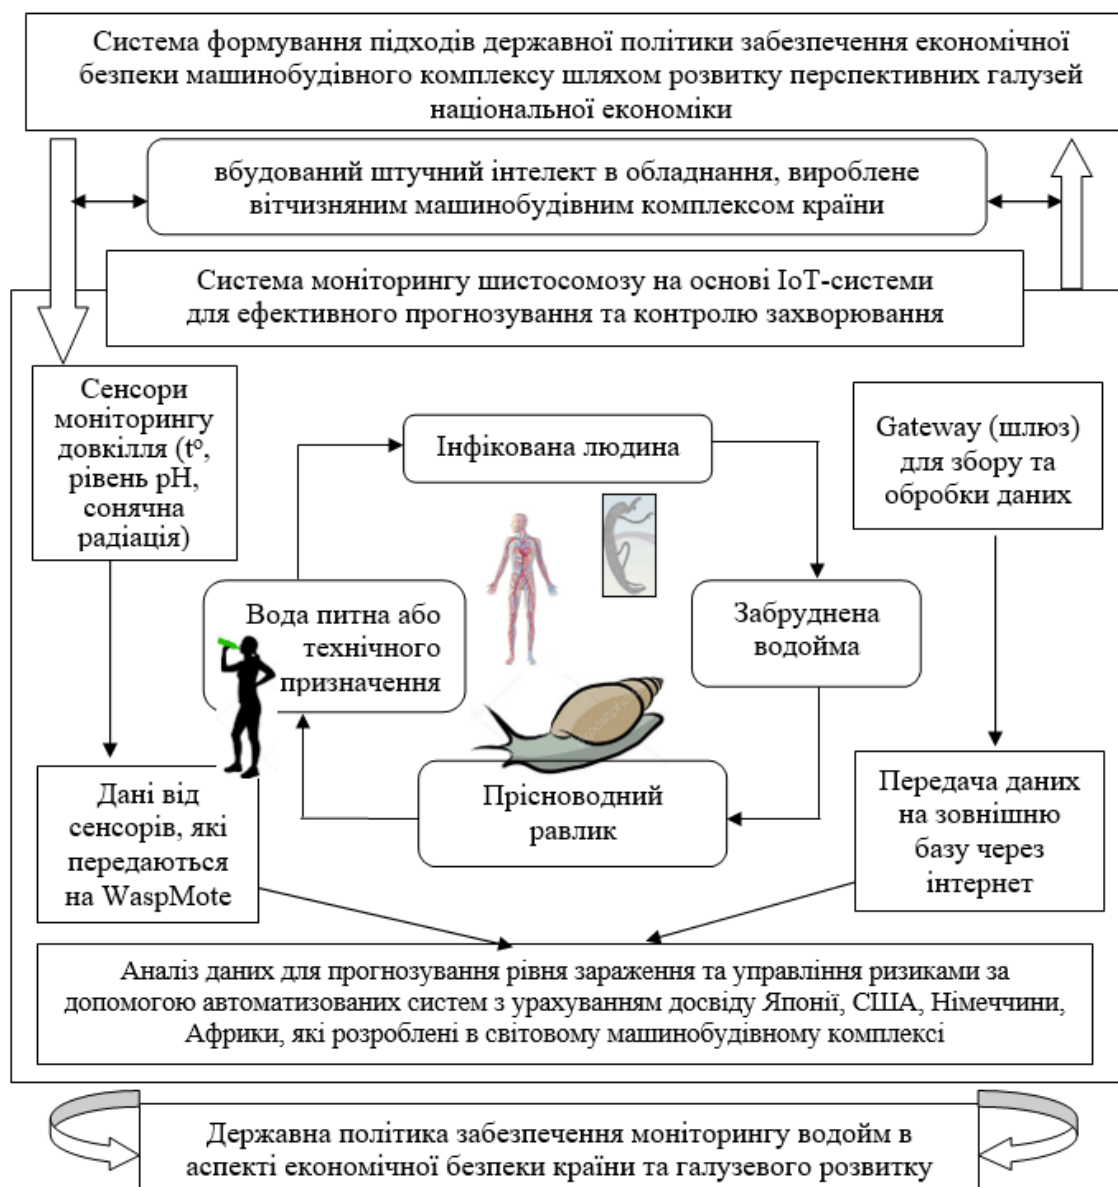 Система формування підходів державної політики забезпечення економічної
безпеки машинобудівного комплексу шляхом розвитку перспективних галузей
національної економіки
вбудований штучний інтелект в обладнання, вироблене
вітчизняним машинобудівним комплексом країни
Система моніторингу шистосомозу на основі ІоТ-системи
для ефективного прогнозування та контролю захворювання
Сенсори
моніторингу
довкілля (t°,
рівень pH,
сонячна
радіація)
Інфікована людина
Gateway (шлюз)
для збору та
обробки даних
Вода питна або
технічного
призначення
Забруднена
водойма
Прісноводний
равлик
Дані від
сенсорів, які
передаються
на WaspMote
Передача даних
на зовнішню
базу через
інтернет
Аналіз даних для прогнозування рівня зараження та управління ризиками за
допомогою автоматизованих систем з урахуванням досвіду Японії, США, Німеччини,
Африки, які розроблені в світовому машинобудівному комплексі
Державна політика забезпечення моніторингу водойм в
аспекті економічної безпеки країни та галузевого розвитку